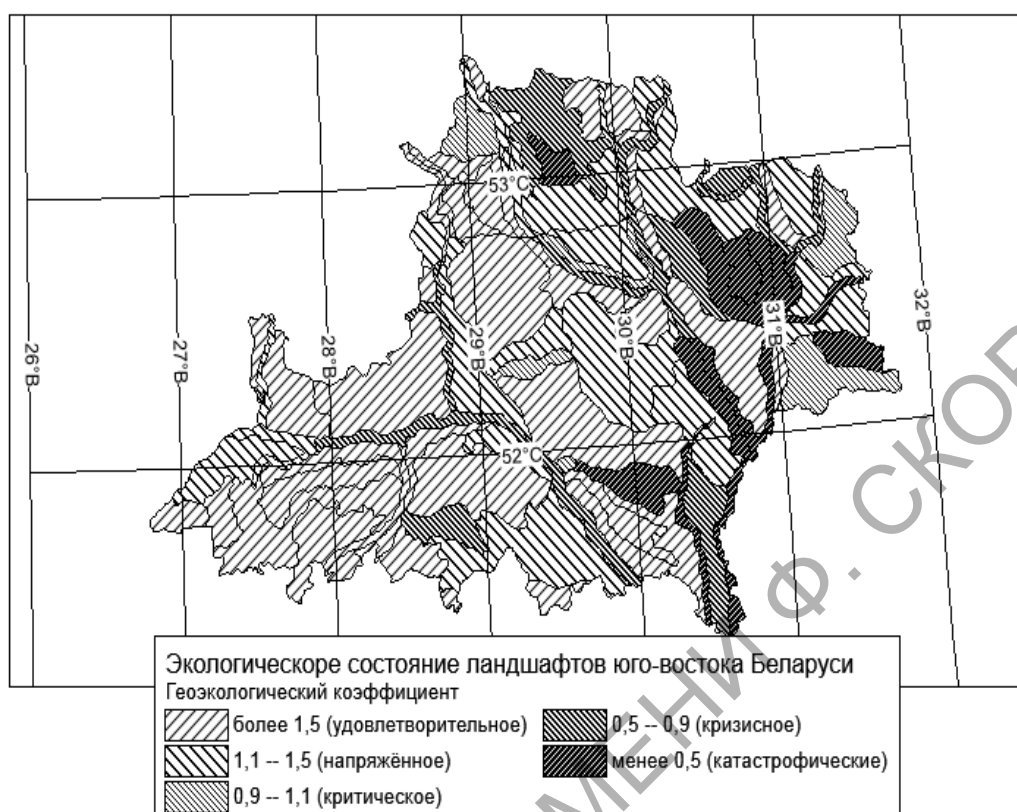 53°С
26°В
27°В
28°В
29°В
30°В
31°В
32°В
52°С
Экологическоре состояние ландшафтов юго-востока Беларуси
Геоэкологический коэффициент
более 1,5 (удовлетворительное)
0,5 -- 0,9 (кризисное)
1,1 -- 1,5 (напряжённое)
менее 0,5 (катастрофические)
0,9 -- 1,1 (критическое)
МЕНИ Ф. СКОР